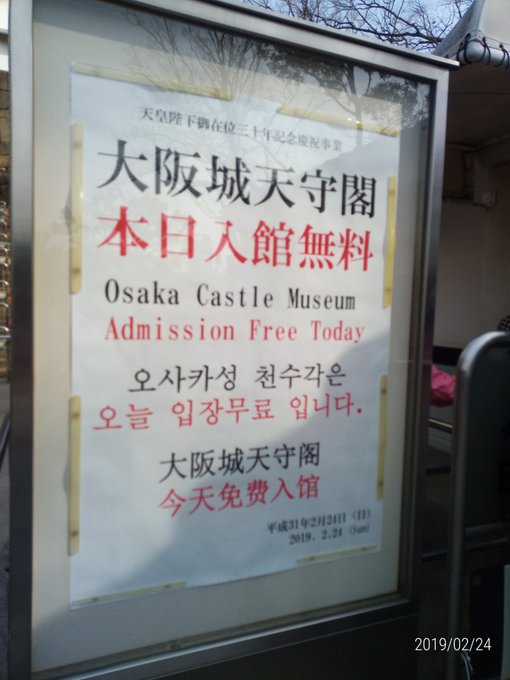 天皇陛下御在位三十年記念慶祝事業
大阪城天守閣
本日入館無料
Osaka Castle Museum
Admission Free Today
오사카성 천수각은
오늘 입장무료 입니다.
大阪城天守阁
今天免费入馆
平成31年2月24日（日）
2019. 2.24 (Sun)
2019/02/24